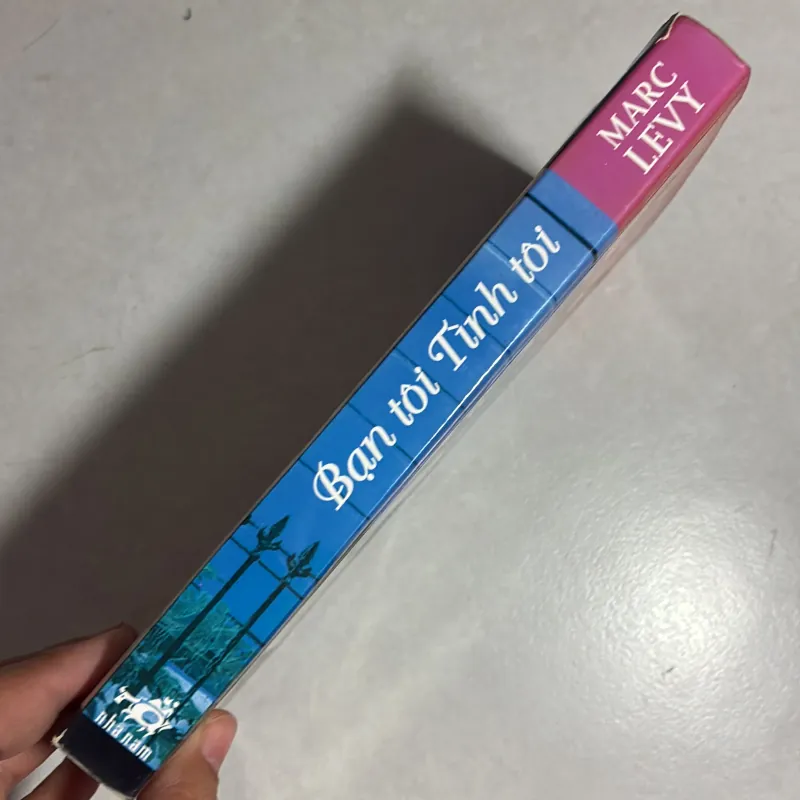 MARC
LEVY
Bạn tôi Tình tôi
nhã nam